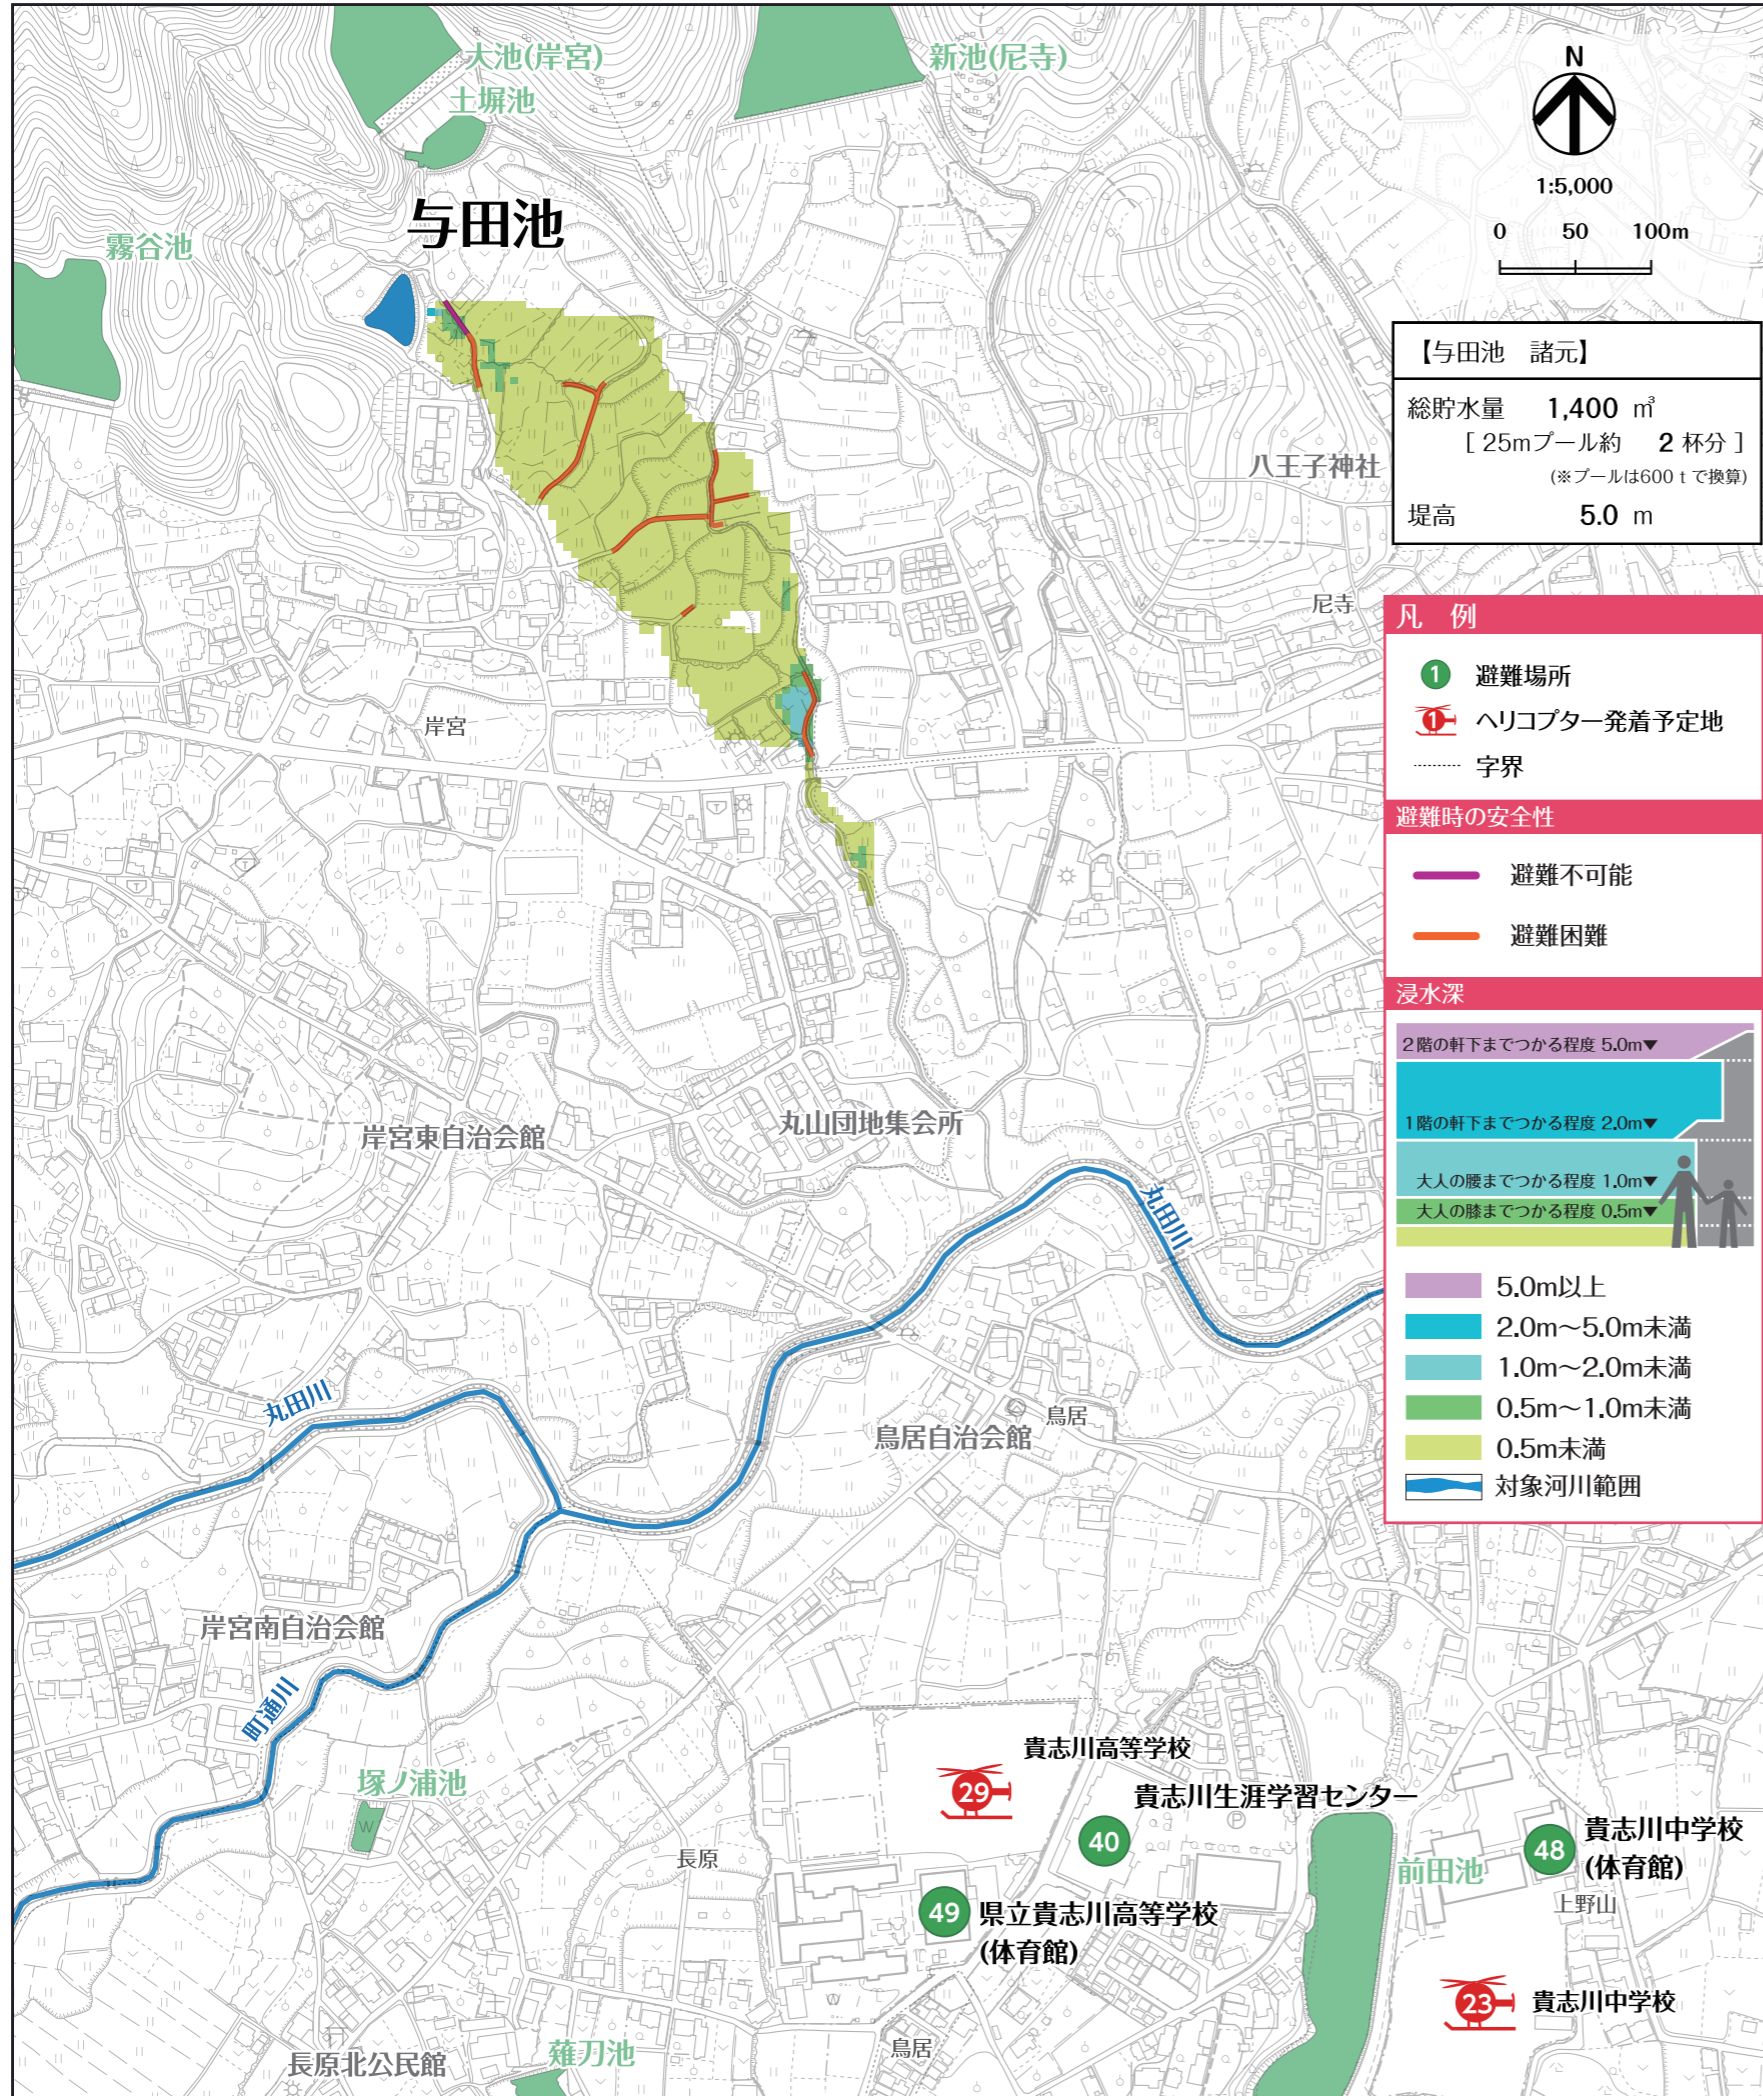 大池(岸宮)
土塀池
新池(尼寺)
N
1:5,000
0 50 100m
与田池
霧谷池
【与田池 諸元】
総貯水量 1,400 ㎥
[ 25mプール約 2 杯分 ]
(※プールは600ｔで換算)
堤高 5.0 m
八王子神社
尼寺
凡 例
1 避難場所
1 ヘリコプター発着予定地
字界
避難時の安全性
避難不可能
避難困難
浸水深
2階の軒下までつかる程度 5.0m▼
1階の軒下までつかる程度 2.0m▼
大人の腰までつかる程度 1.0m▼
大人の膝までつかる程度 0.5m▼
5.0m以上
2.0m～5.0m未満
1.0m～2.0m未満
0.5m～1.0m未満
0.5m未満
対象河川範囲
岸宮
岸宮東自治会館
丸山団地集会所
丸田川
丸田川
鳥居自治会館
鳥居
岸宮南自治会館
町通川
塚ノ浦池
W
長原
29
貴志川高等学校
貴志川生涯学習センター
P
40
49
県立貴志川高等学校
(体育館)
48
貴志川中学校
(体育館)
前田池
上野山
23
貴志川中学校
W
鳥居
長原北公民館
薙刀池